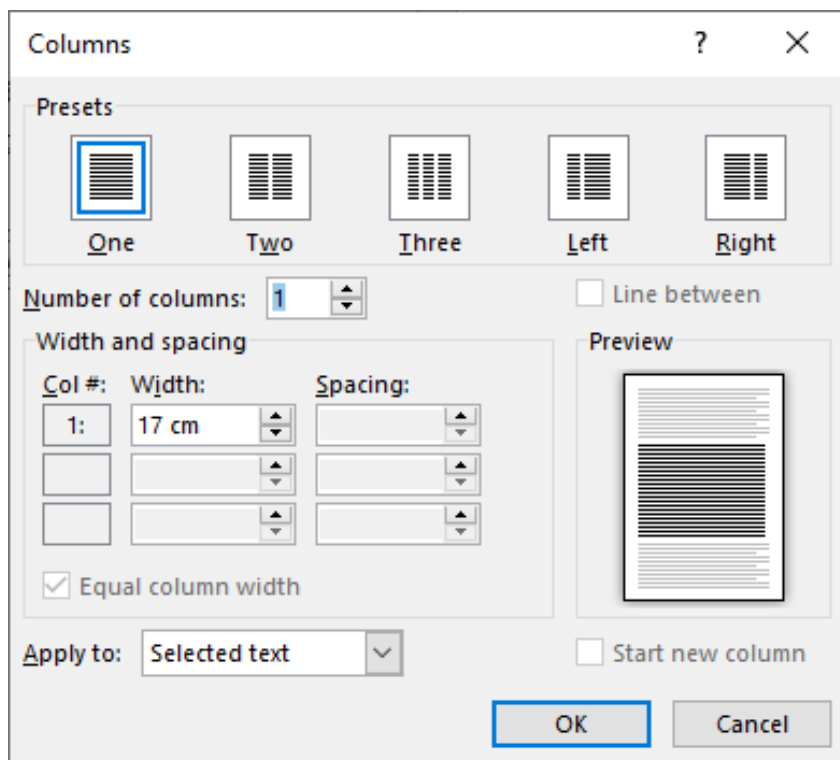 Columns ?
Presets
One Two Three Left Right
Number of columns: 1 Line between
Width and spacing Preview
Col #: Width: Spacing:
1: 17 cm
Equal column width
Apply to: Selected text Start new column
OK Cancel